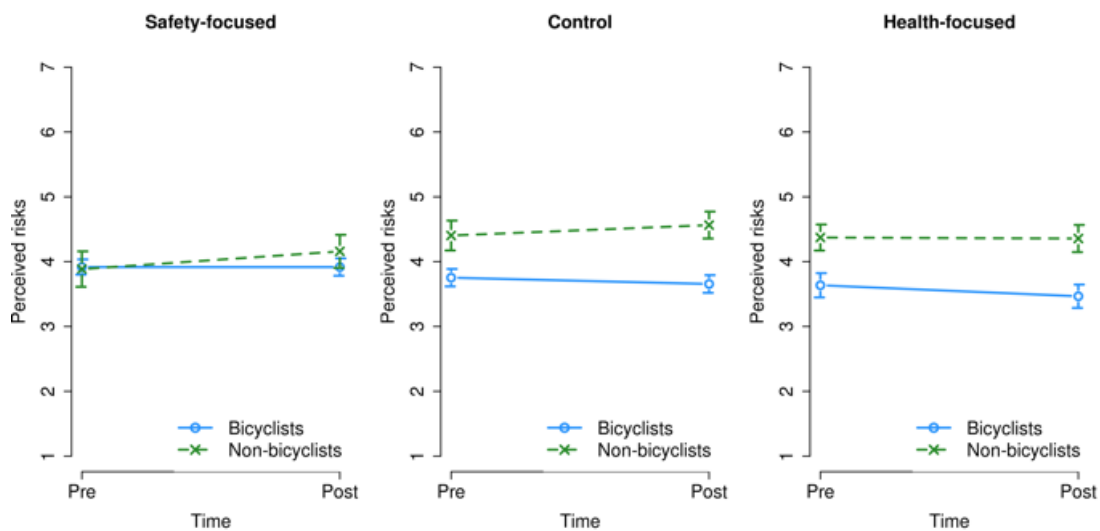 Safety-focused
Perceived risks
7
6
5
4
3
2
1
Bicyclists
Non-bicyclists
Pre
Post
Time
Control
Perceived risks
7
6
5
4
3
2
1
Bicyclists
Non-bicyclists
Pre
Post
Time
Health-focused
Perceived risks
7
6
5
4
3
2
1
Bicyclists
Non-bicyclists
Pre
Post
Time